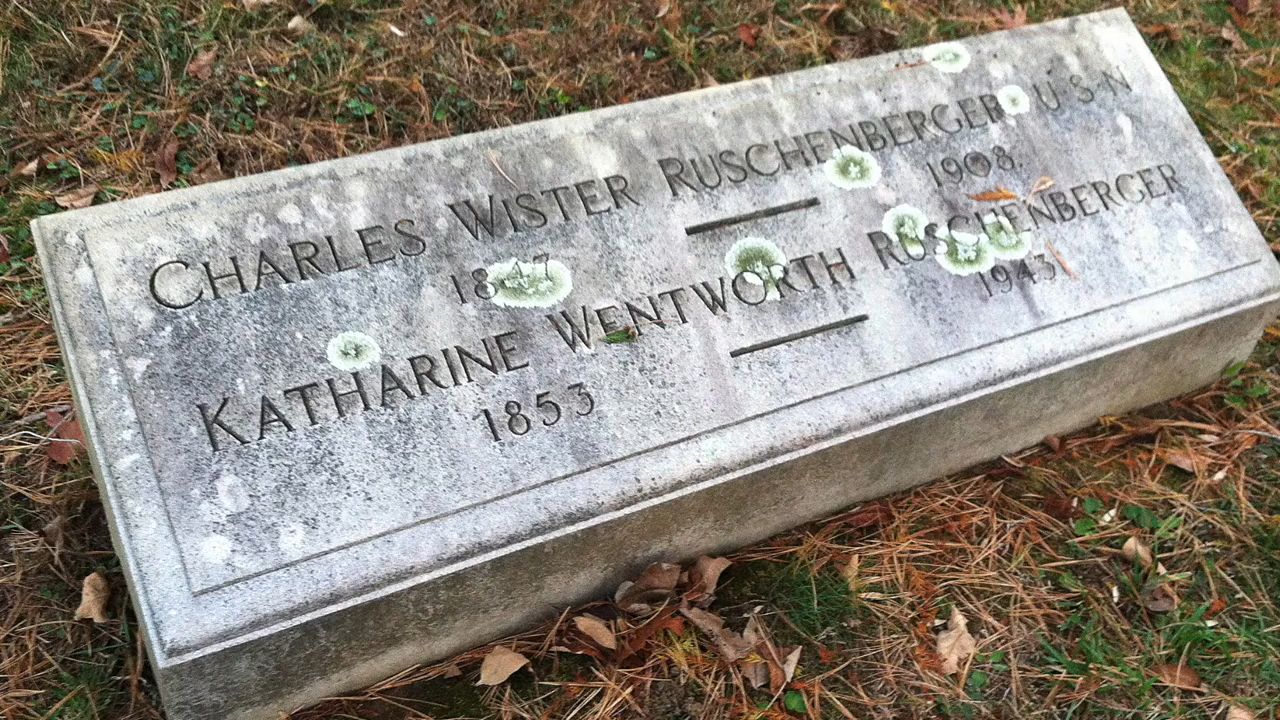 CHARLES WISTER RUSCHENBERGER U·S·N
1847 — 1908.
KATHARINE WENTWORTH RUSCHENBERGER
1853 — 1943